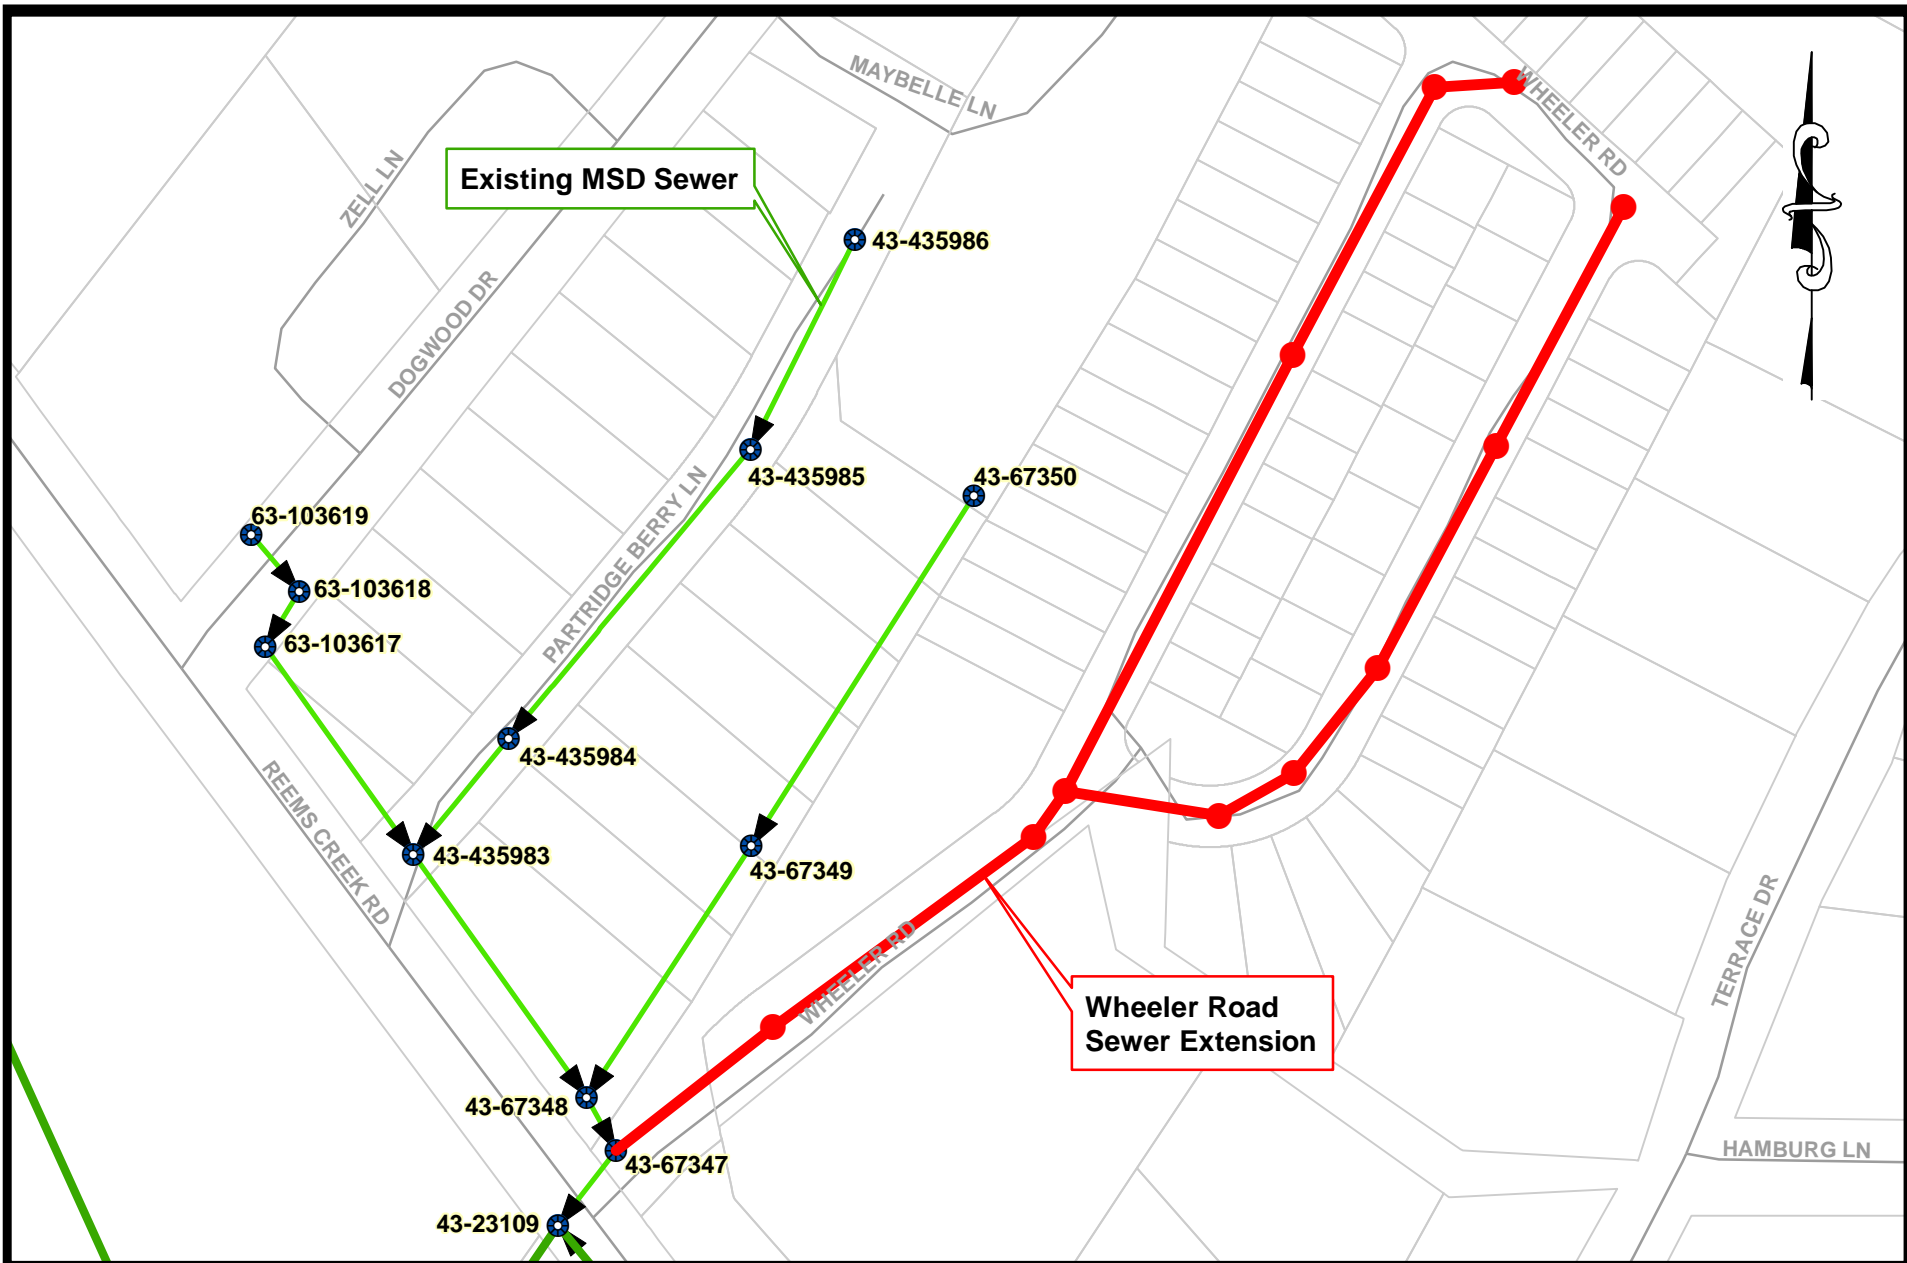 MAYBELLE LN
WHEELER RD
ZELL LN
Existing MSD Sewer
43-435986
DOGWOOD DR
43-435985
43-67350
63-103619
PARTRIDGE BERRY LN
63-103618
63-103617
43-435984
REEMS CREEK RD
43-435983
43-67349
WHEELER RD
TERRACE DR
Wheeler Road
Sewer Extension
43-67348
43-67347
HAMBURG LN
43-23109